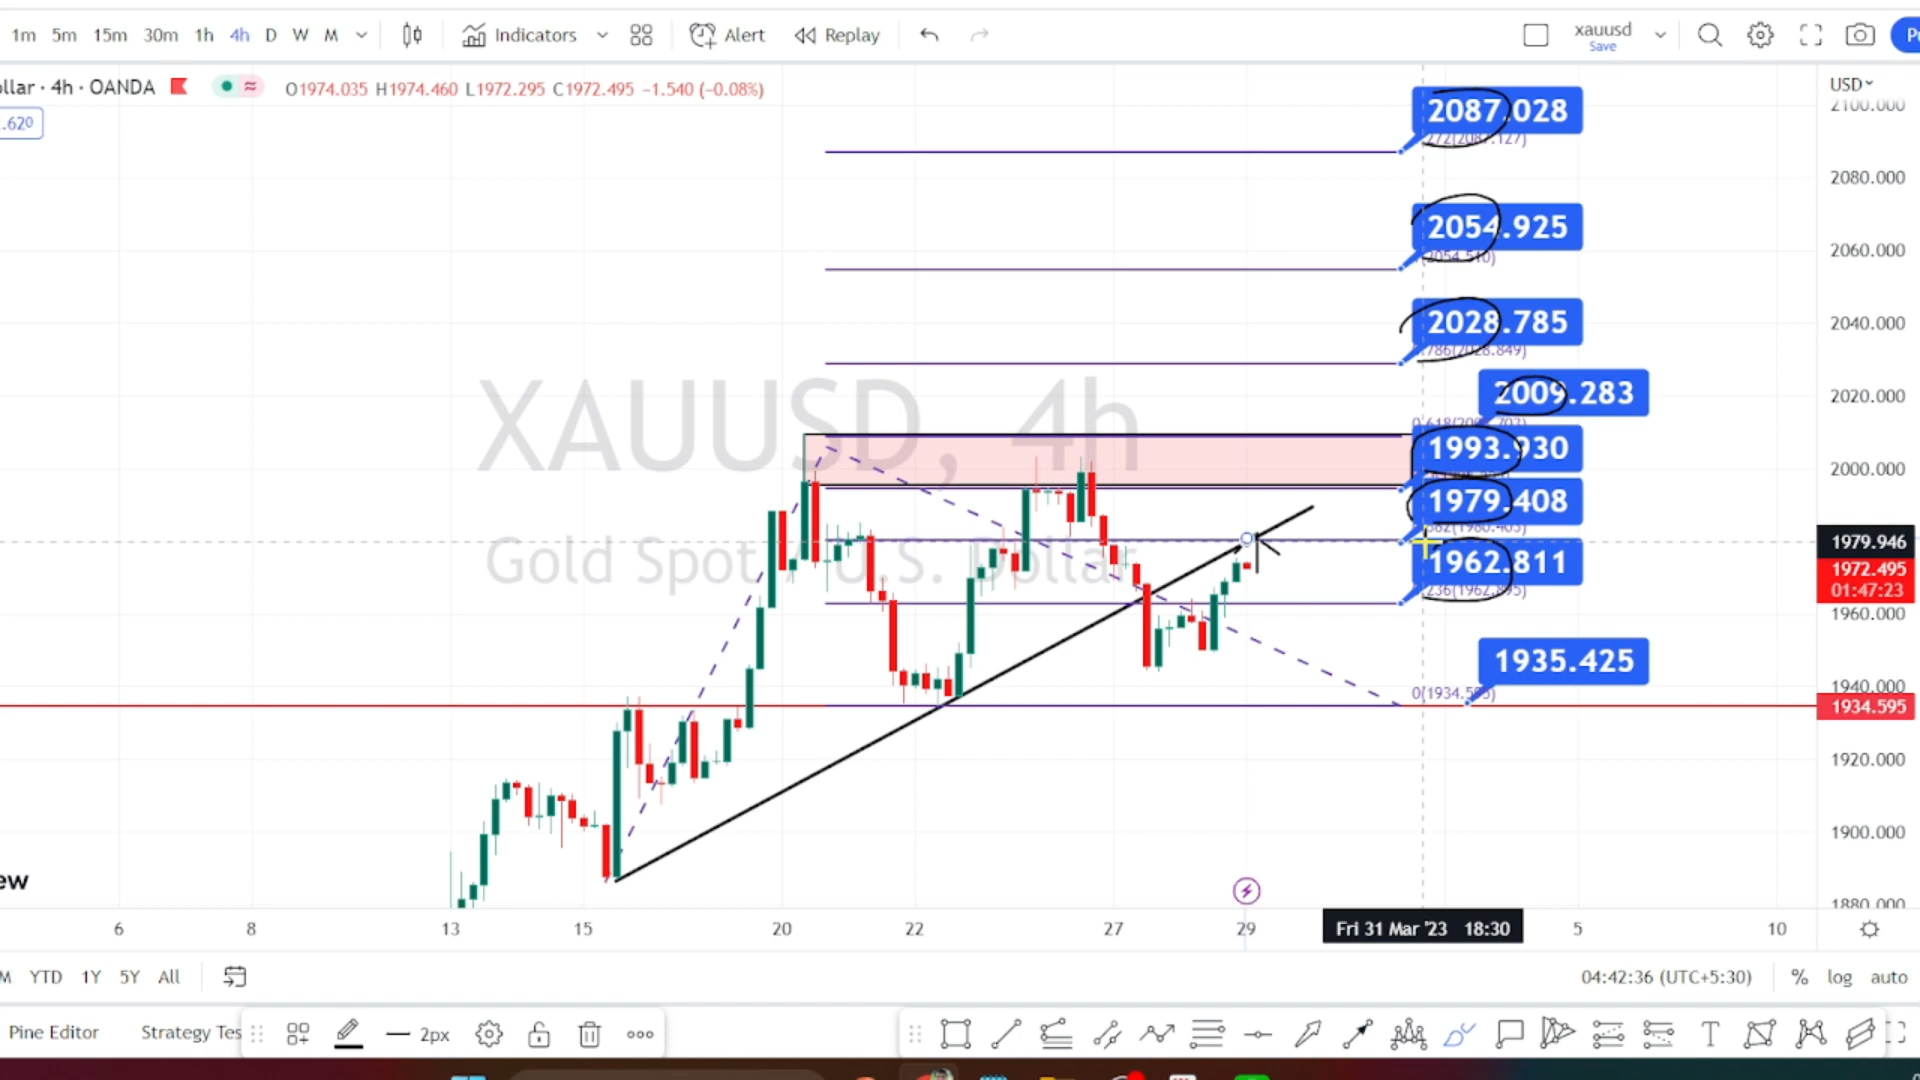 1m 5m 15m 30m 1h 4h D W M Indicators Alert Replay xauusd
Save
ollar · 4h · OANDA O1974.035 H1974.460 L1972.295 C1972.495 −1.540 (−0.08%) USD
.620
2100.000
2087.028
2080.000
2054.925
2060.000
2028.785
2040.000
2009.283
2020.000
XAUUSD, 4h
1993.930
2000.000
1979.408
Gold Spot / U.S. Dollar
1979.946
1962.811
1972.495
01:47:23
1960.000
1935.425
1940.000
0(1934.595)
1934.595
1920.000
1900.000
ew
1880.000
6 8 13 15 20 22 27 29 Fri 31 Mar '23 18:30 5 10
M YTD 1Y 5Y All 04:42:36 (UTC+5:30) % log auto
Pine Editor Strategy Tes 2px